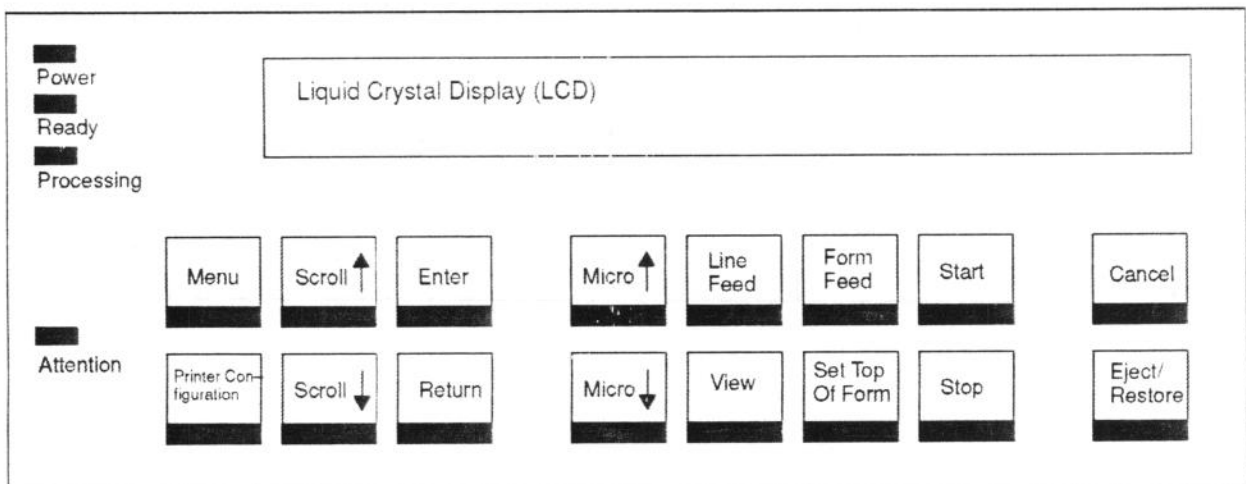 Power
Ready
Processing
Liquid Crystal Display (LCD)
Menu
Scroll
Enter
Micro
Line
Feed
Form
Feed
Start
Cancel
Attention
Printer Con-
figuration
Scroll
Return
Micro
View
Set Top
Of Form
Stop
Eject/
Restore